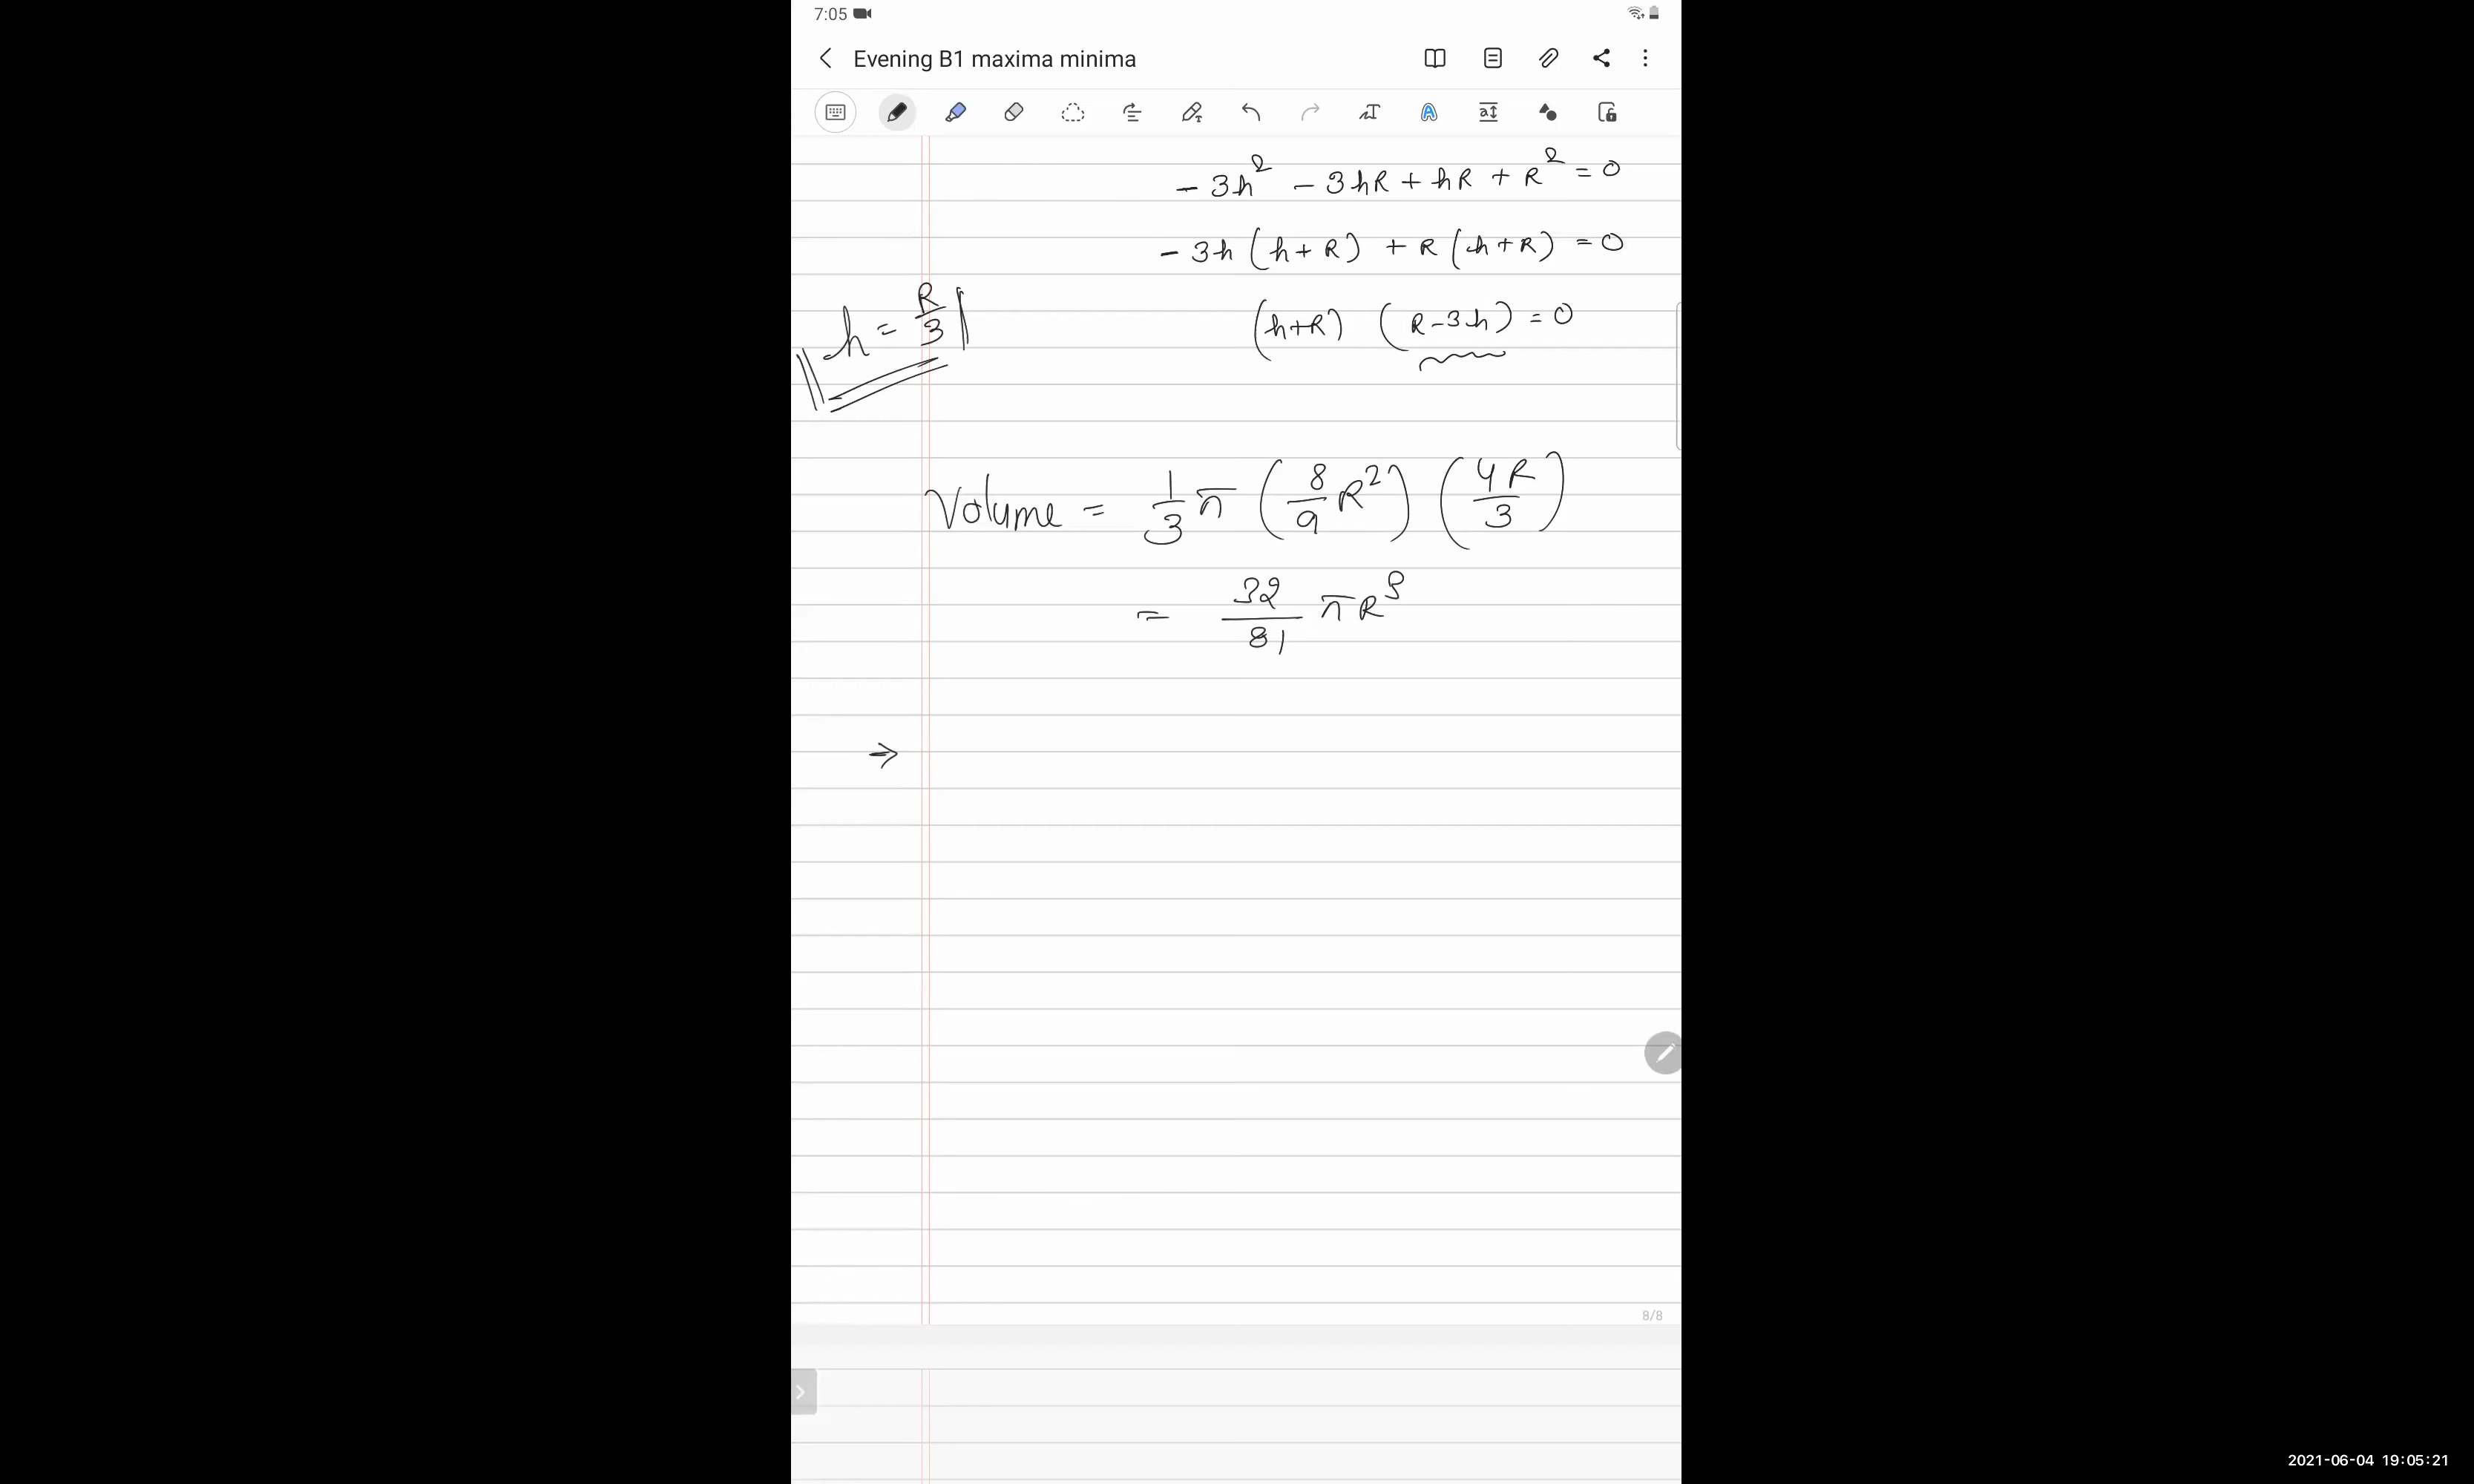 7:05
Evening B1 maxima minima
- 3h² - 3hR + hR + R² = 0
- 3h (h+R) + R (h+R) = 0
h = R/3
(h+R) (R-3h) = 0
Volume = 1/3 π (8/9 R²) (4R/3)
= 32/81 πR³
⇒
8/8
2021-06-04 19:05:21